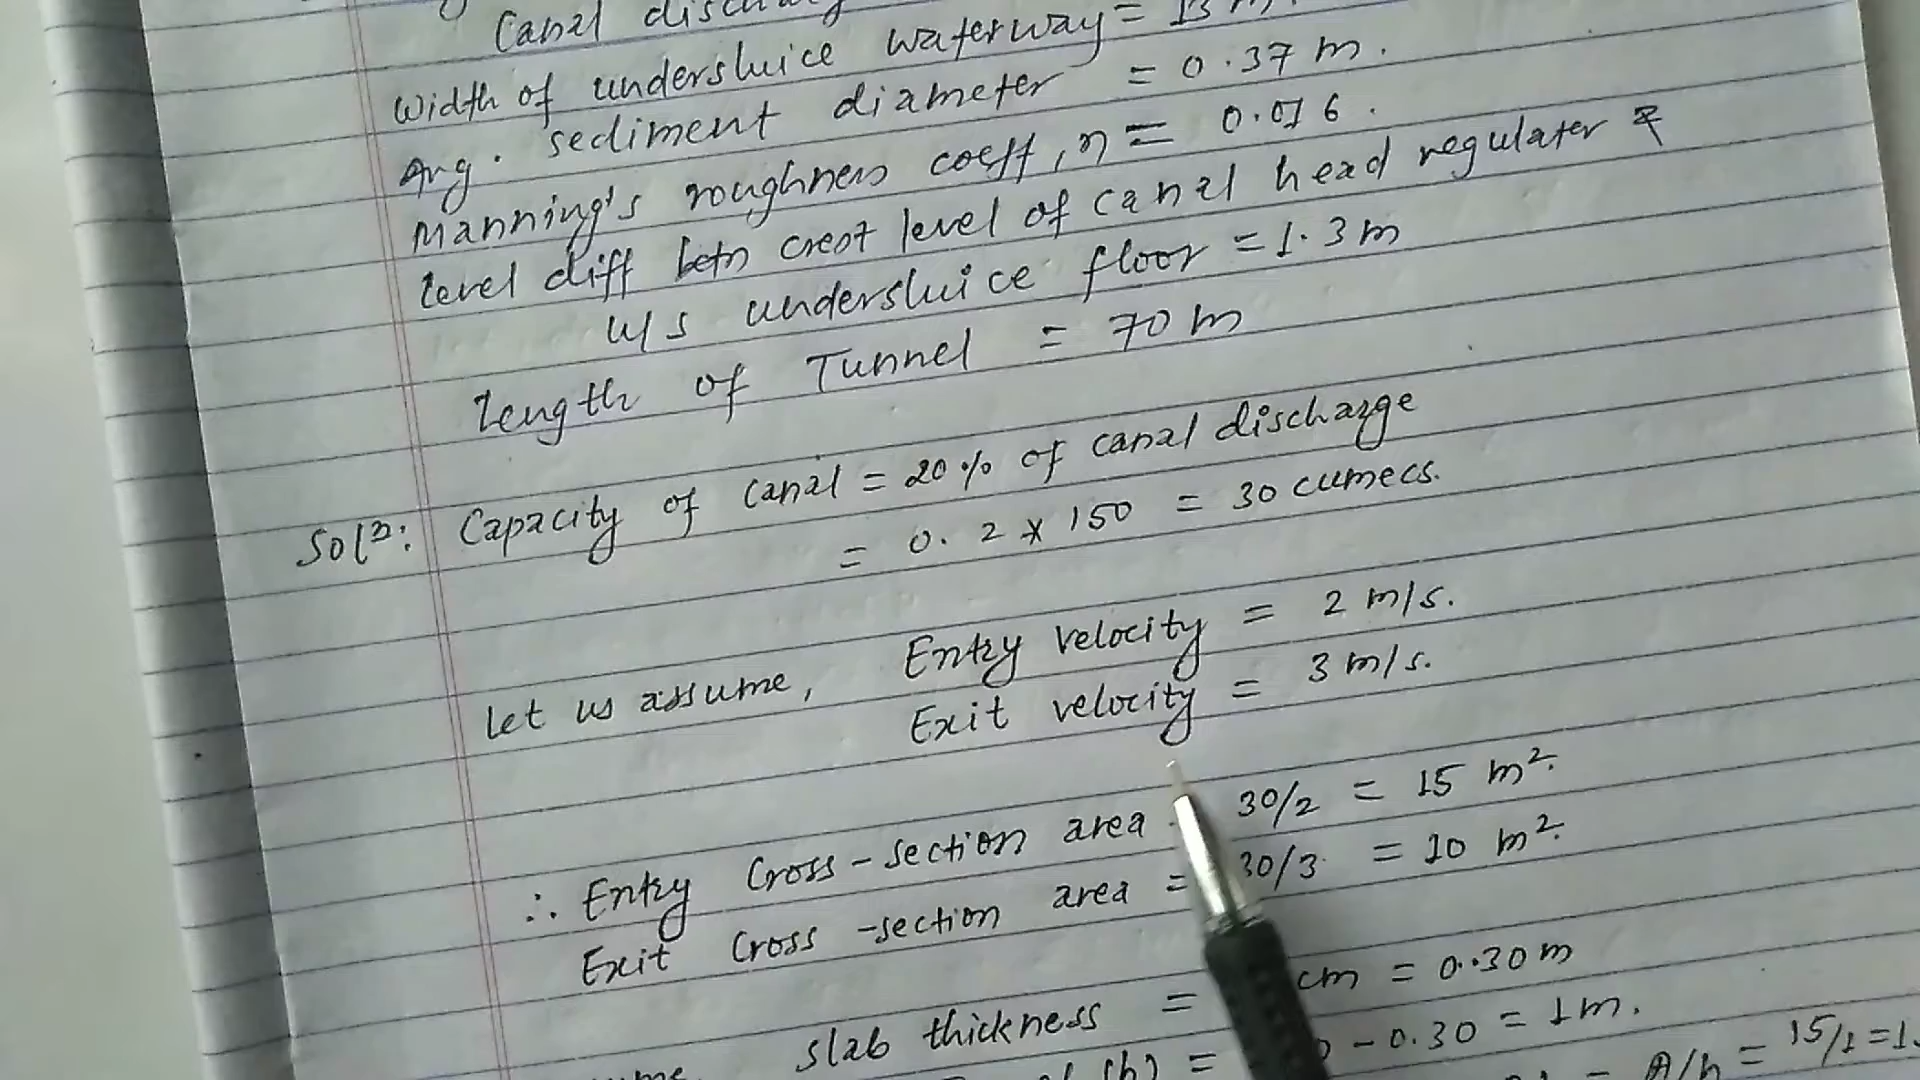 Canal
Width of undersluice waterway = 13 m.
Avg. sediment diameter = 0.37 m.
Manning's roughness coeff, n = 0.016.
level diff betn crest level of canal head regulater &
u/s undersluice floor = 1.3 m
Length of Tunnel = 70 m
Solⁿ: Capacity of canal = 20% of canal discharge
= 0.2 * 150 = 30 cumecs.
Let us assume, Entry velocity = 2 m/s.
Exit velocity = 3 m/s.
∴ Entry Cross-section area 30/2 = 15 m².
Exit Cross-section area = 30/3 = 10 m².
slab thickness = cm = 0.30 m
(h) = - 0.30 = 1m.
= A/h = 15/1 = 1